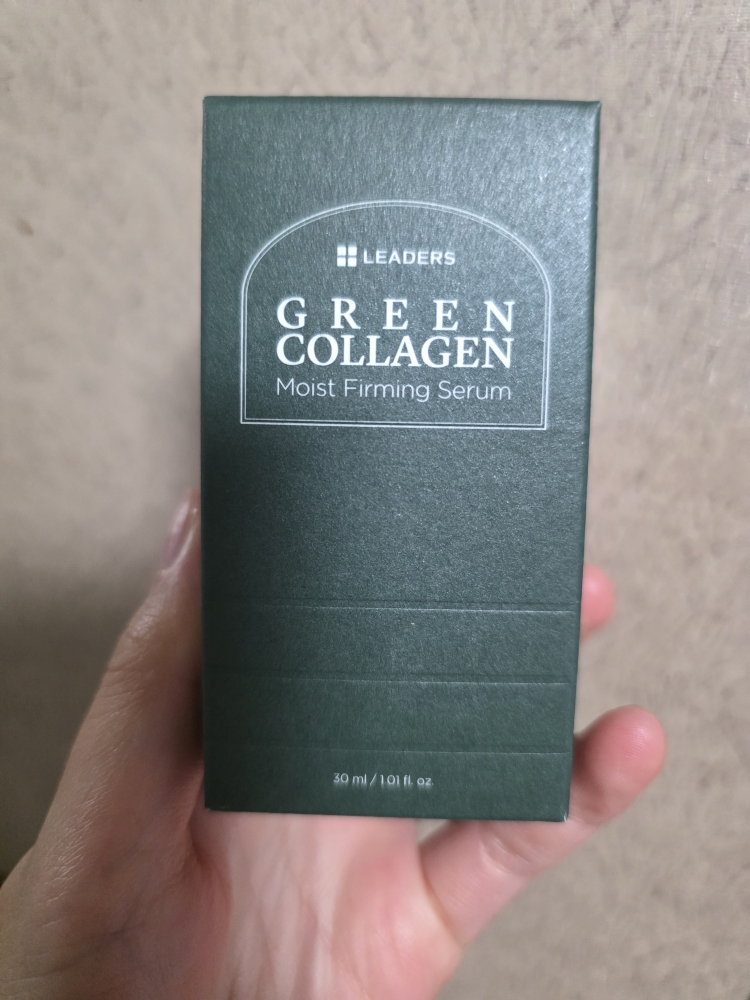 LEADERS
GREEN
COLLAGEN
Moist Firming Serum
30 ml / 1.01 fl. oz.